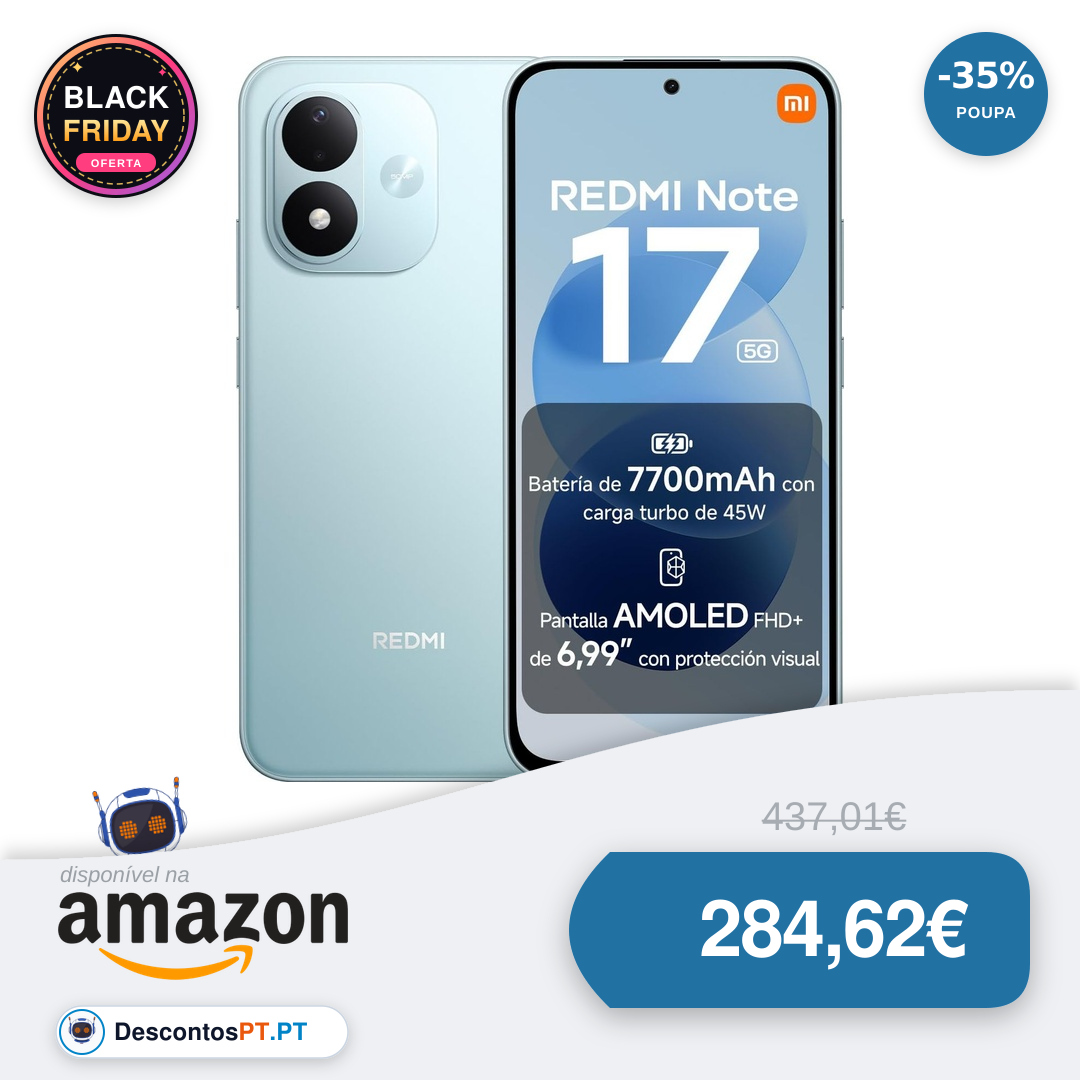 BLACK
FRIDAY
OFERTA
-35%
POUPA
REDMI Note
17
5G
Batería de 7700mAh con
carga turbo de 45W
Pantalla AMOLED FHD+
de 6,99” con protección visual
REDMI
437,01€
284,62€
disponível na
amazon
DescontosPT.PT